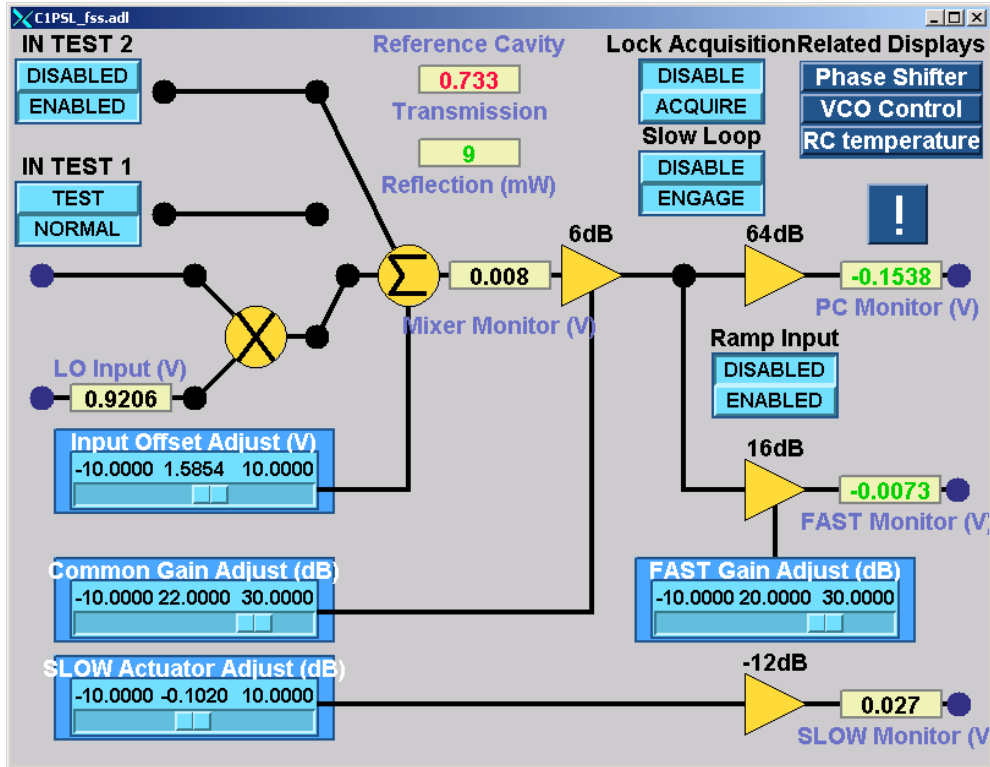 C1PSL_fss.adl
IN TEST 2
DISABLED
ENABLED
Reference Cavity
0.733
Transmission
9
Reflection (mW)
Lock Acquisition
DISABLE
ACQUIRE
Slow Loop
DISABLE
ENGAGE
Related Displays
Phase Shifter
VCO Control
RC temperature
!
IN TEST 1
TEST
NORMAL
Σ
0.008
Mixer Monitor (V)
6dB
64dB
-0.1538
PC Monitor (V)
LO Input (V)
0.9206
Ramp Input
DISABLED
ENABLED
Input Offset Adjust (V)
-10.0000 1.5854 10.0000
16dB
-0.0073
FAST Monitor (V)
Common Gain Adjust (dB)
-10.0000 22.0000 30.0000
FAST Gain Adjust (dB)
-10.0000 20.0000 30.0000
SLOW Actuator Adjust (dB)
-10.0000 -0.1020 10.0000
-12dB
0.027
SLOW Monitor (V